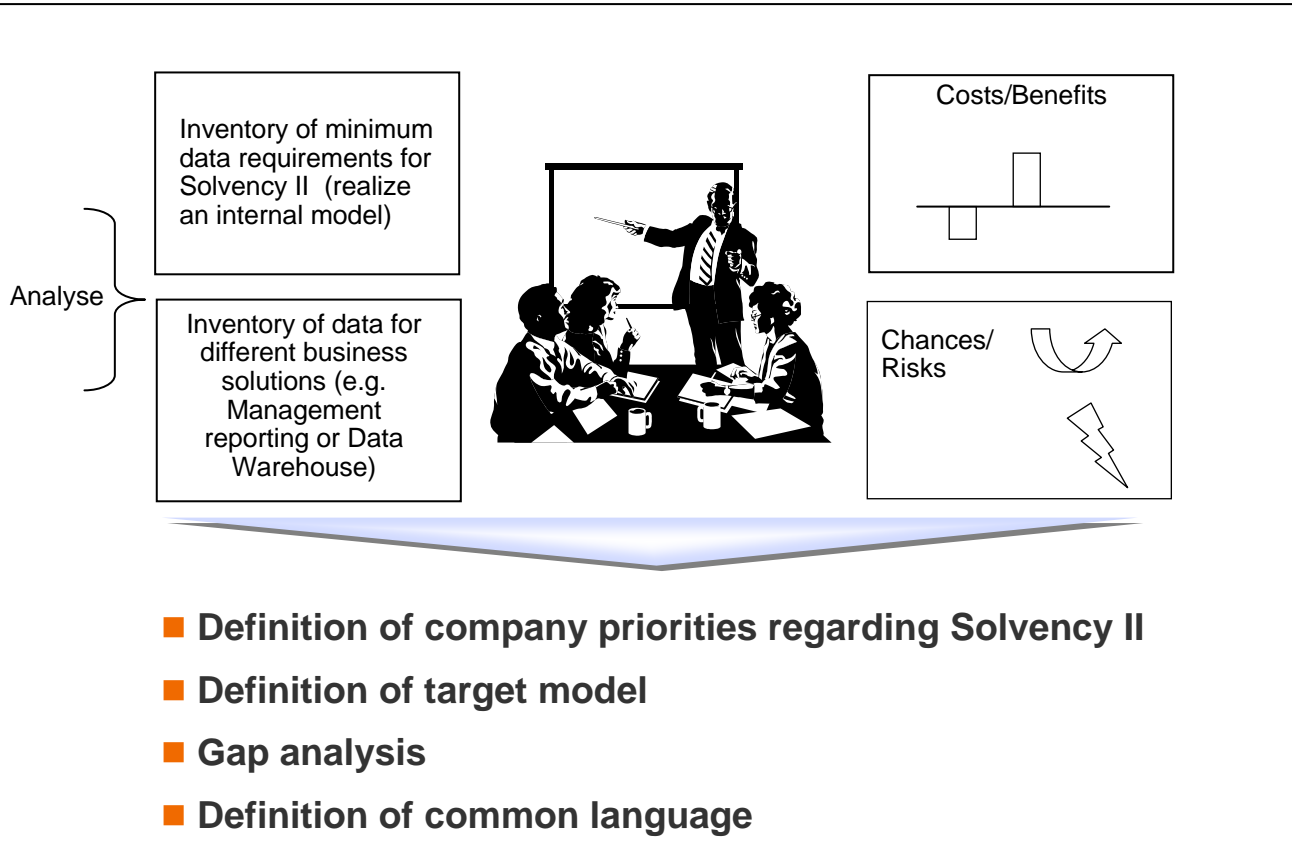 Analyse
Inventory of minimum
data requirements for
Solvency II  (realize
an internal model)
Inventory of data for
different business
solutions (e.g.
Management
reporting or Data
Warehouse)
Costs/Benefits
Chances/
Risks
■ Definition of company priorities regarding Solvency II
■ Definition of target model
■ Gap analysis
■ Definition of common language